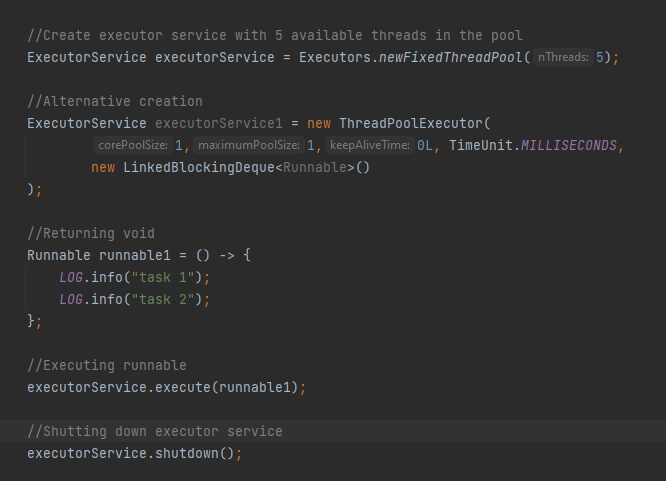 //Create executor service with 5 available threads in the pool
ExecutorService executorService = Executors.newFixedThreadPool( nThreads: 5);
//Alternative creation
ExecutorService executorService1 = new ThreadPoolExecutor(
corePoolSize: 1, maximumPoolSize: 1, keepAliveTime: 0L, TimeUnit.MILLISECONDS,
new LinkedBlockingDeque<Runnable>()
);
//Returning void
Runnable runnable1 = () -> {
LOG.info("task 1");
LOG.info("task 2");
};
//Executing runnable
executorService.execute(runnable1);
//Shutting down executor service
executorService.shutdown();